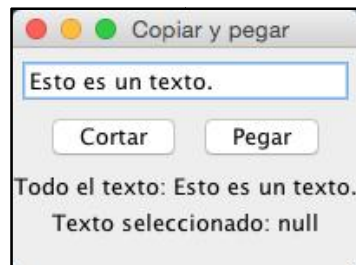 Copiar y pegar
Esto es un texto.
Cortar Pegar
Todo el texto: Esto es un texto.
Texto seleccionado: null